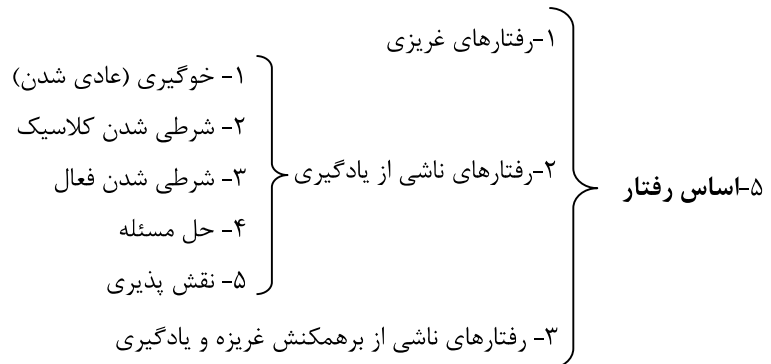 ۵-اساس رفتار
۱-رفتارهای غریزی
۲-رفتارهای ناشی از یادگیری
۱- خوگیری (عادی شدن)
۲- شرطی شدن کلاسیک
۳- شرطی شدن فعال
۴- حل مسئله
۵- نقش پذیری
۳- رفتارهای ناشی از برهمکنش غریزه و یادگیری